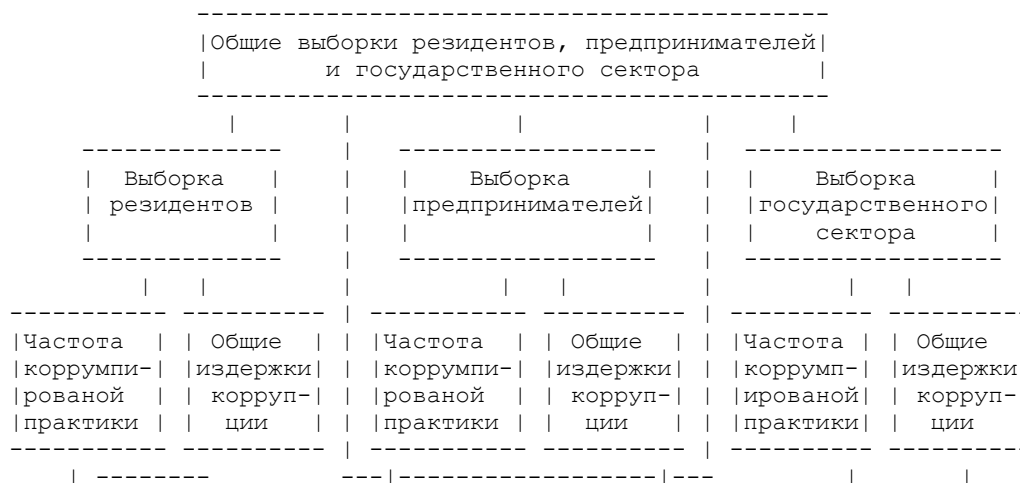 Общие выборки резидентов, предпринимателей
и государственного сектора
Выборка резидентов
Выборка предпринимателей
Выборка государственного сектора
Частота коррумпи-
рованой практики
Общие издержки
корруп-
ции
Частота коррумпи-
рованой практики
Общие издержки
корруп-
ции
Частота коррумп-
ированой практики
Общие издержки
корруп-
ции